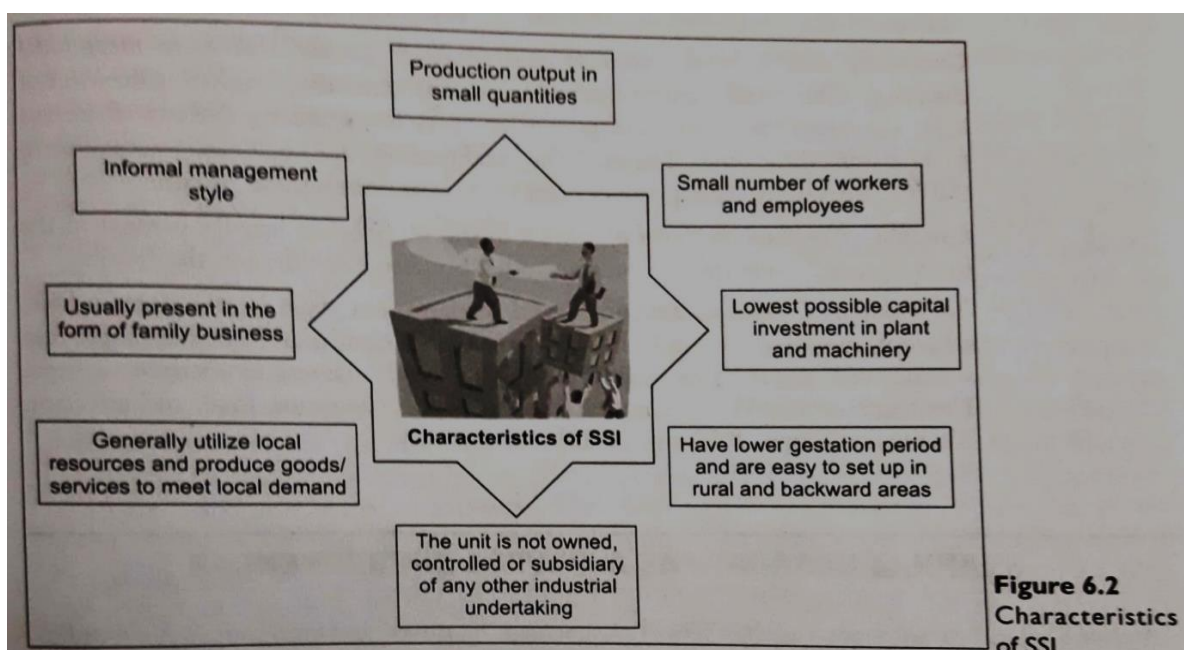 Production output in
small quantities
Informal management
style
Small number of workers
and employees
Usually present in the
form of family business
Lowest possible capital
investment in plant
and machinery
Characteristics of SSI
Generally utilize local
resources and produce goods/
services to meet local demand
Have lower gestation period
and are easy to set up in
rural and backward areas
The unit is not owned,
controlled or subsidiary
of any other industrial
undertaking
Figure 6.2
Characteristics
of SSI